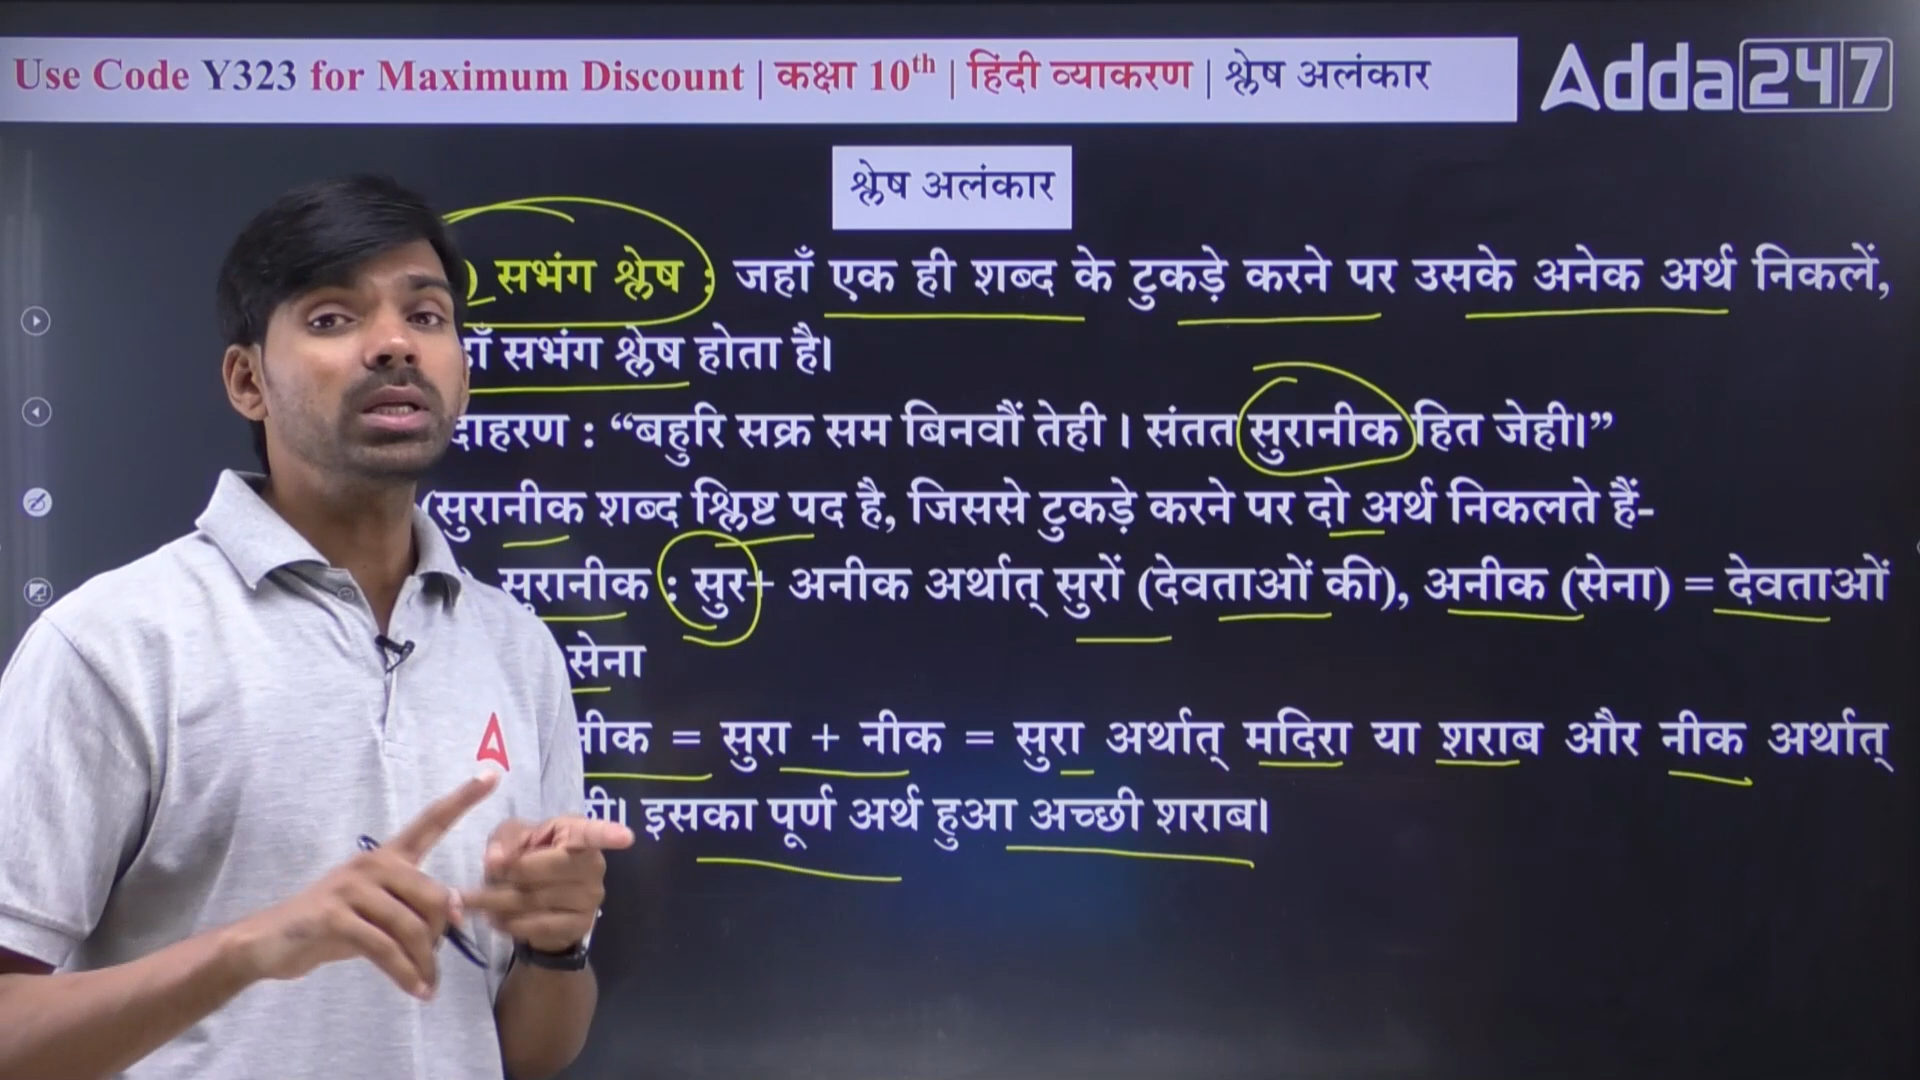 Use Code Y323 for Maximum Discount | कक्षा 10th | हिंदी व्याकरण | श्लेष अलंकार
Adda247
श्लेष अलंकार
) सभंग श्लेष : जहाँ एक ही शब्द के टुकड़े करने पर उसके अनेक अर्थ निकलें,
सभंग श्लेष होता है।
“बहुरि सक्र सम बिनवौं तेही । संतत सुरानीक हित जेही।”
(सुरानीक शब्द श्लिष्ट पद है, जिससे टुकड़े करने पर दो अर्थ निकलते हैं-
सुरानीक : सुर+ अनीक अर्थात् सुरों (देवताओं की), अनीक (सेना) = देवताओं
सेना
= सुरा + नीक = सुरा अर्थात् मदिरा या शराब और नीक अर्थात्
इसका पूर्ण अर्थ हुआ अच्छी शराब।